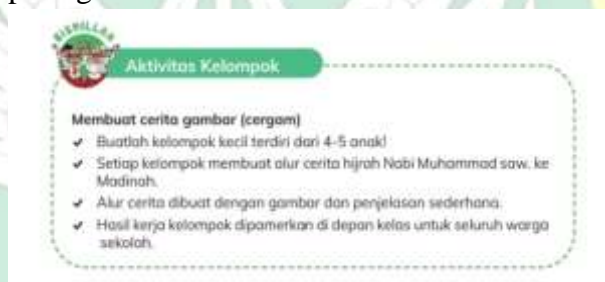 BISMILLAH
Aktivitas Kelompok
Membuat cerita gambar (cergam)
✔ Buatlah kelompok kecil terdiri dari 4-5 anak!
✔ Setiap kelompok membuat alur cerita hijrah Nabi Muhammad saw. ke
Madinah.
✔ Alur cerita dibuat dengan gambar dan penjelasan sederhana.
✔ Hasil kerja kelompok dipamerkan di depan kelas untuk seluruh warga
sekolah.